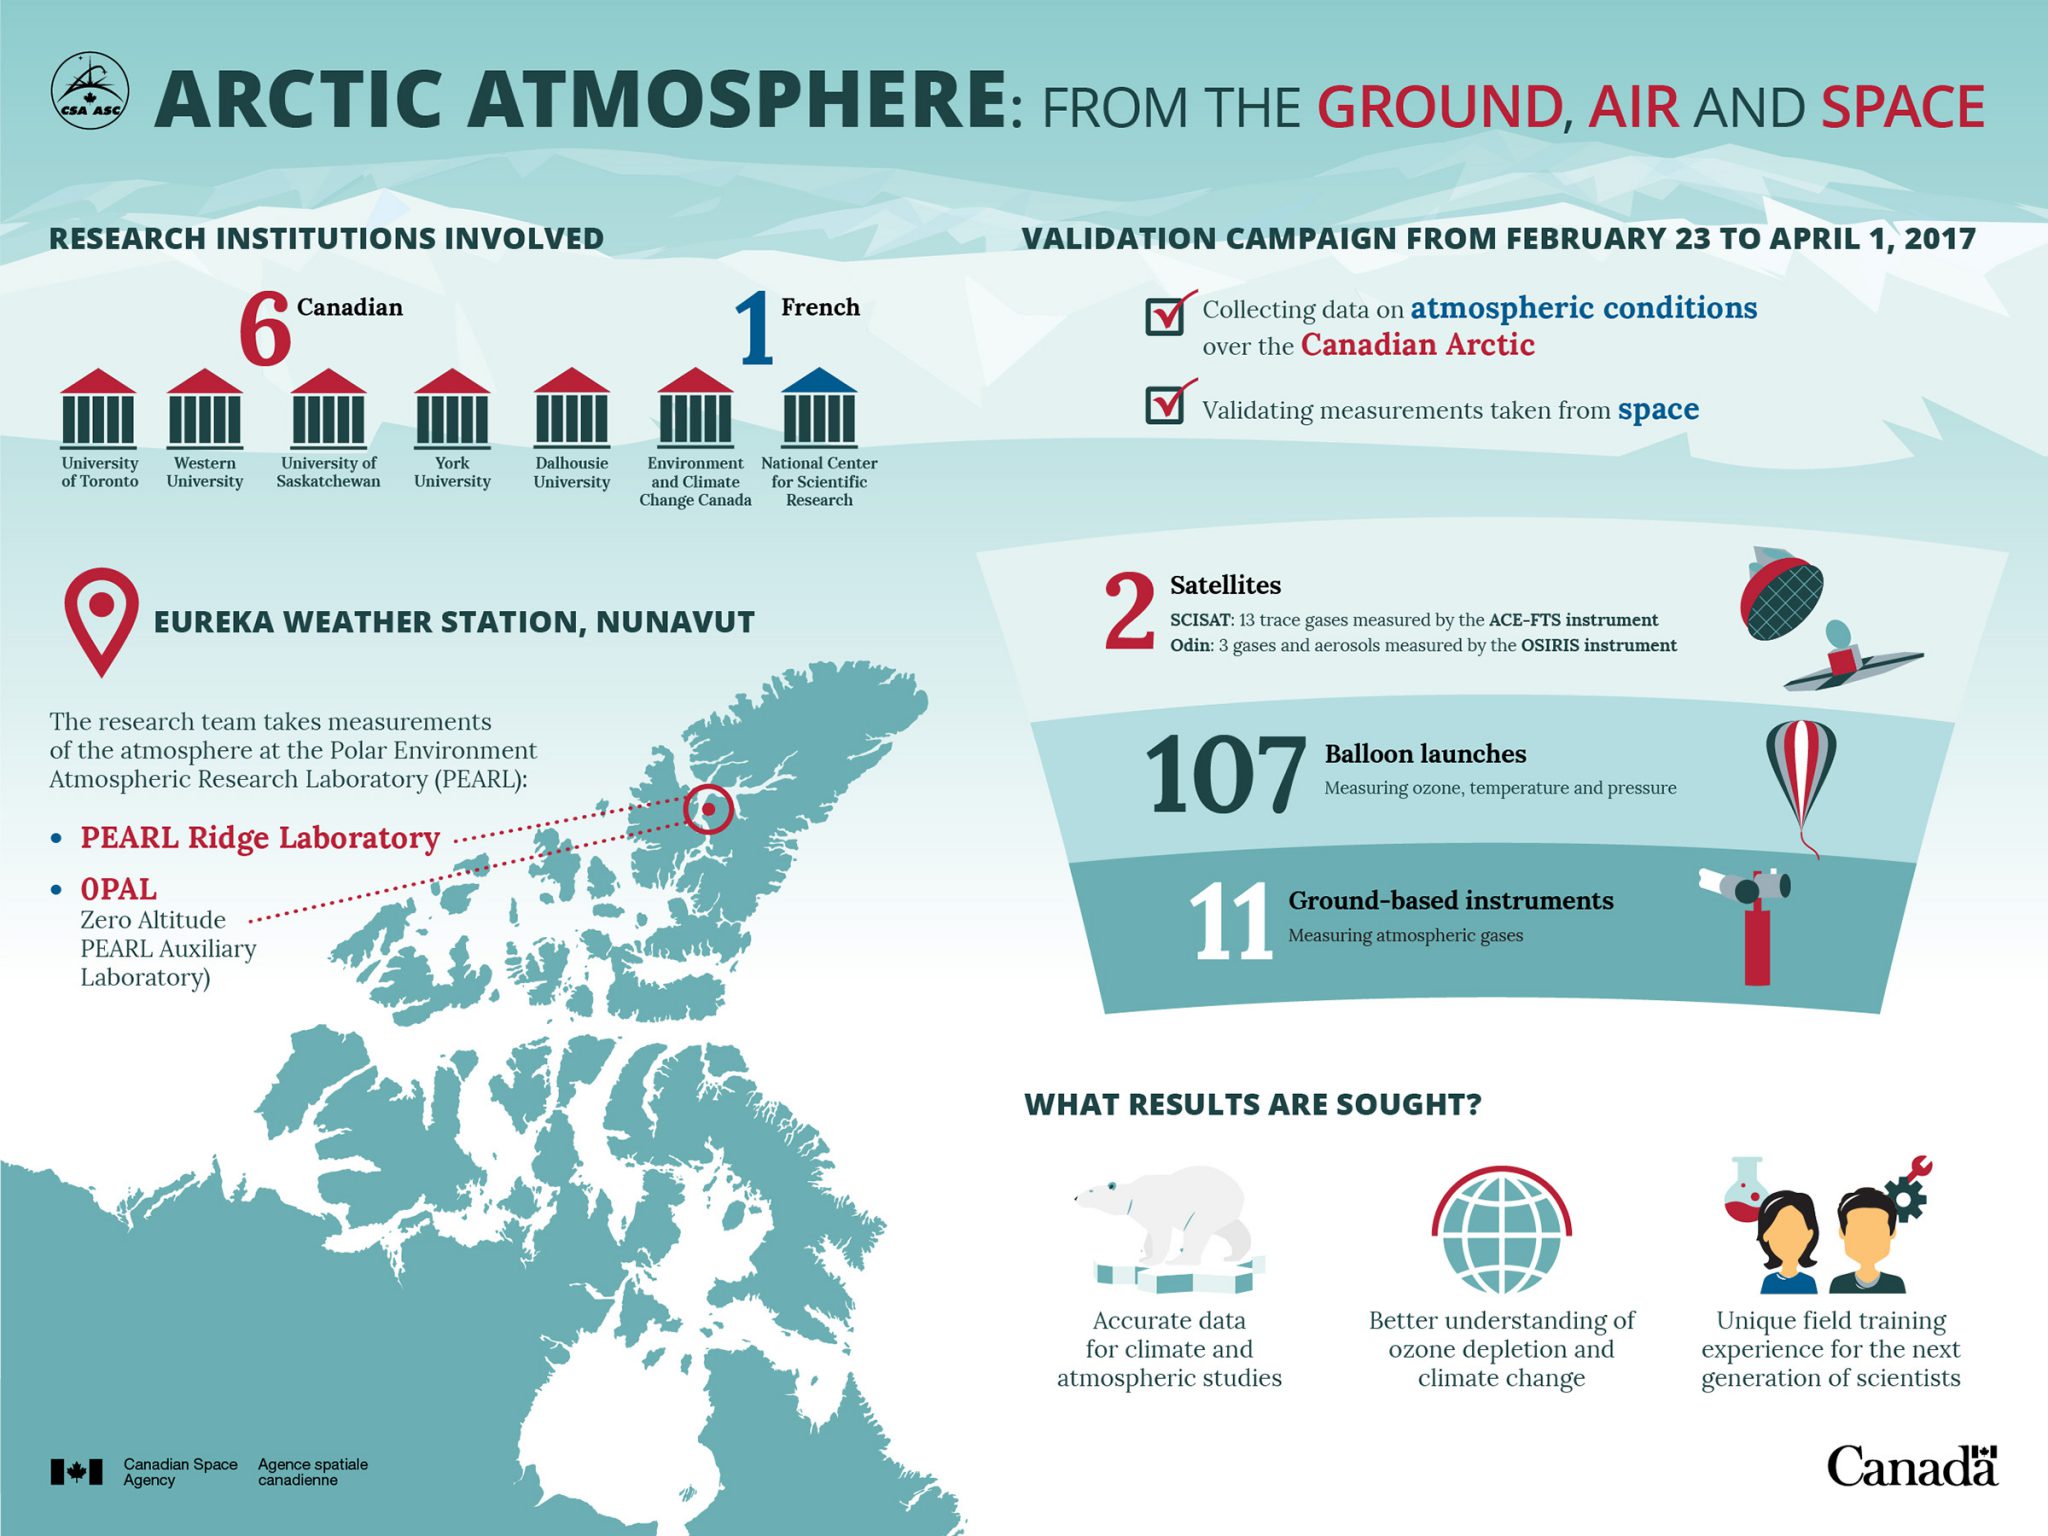 CSA ASC
ARCTIC ATMOSPHERE: FROM THE GROUND, AIR AND SPACE
RESEARCH INSTITUTIONS INVOLVED
6 Canadian
1 French
University
of Toronto
Western
University
University of
Saskatchewan
York
University
Dalhousie
University
Environment
and Climate
Change Canada
National Center
for Scientific
Research
EUREKA WEATHER STATION, NUNAVUT
The research team takes measurements
of the atmosphere at the Polar Environment
Atmospheric Research Laboratory (PEARL):
• PEARL Ridge Laboratory
• 0PAL
Zero Altitude
PEARL Auxiliary
Laboratory)
VALIDATION CAMPAIGN FROM FEBRUARY 23 TO APRIL 1, 2017
Collecting data on atmospheric conditions
over the Canadian Arctic
Validating measurements taken from space
2 Satellites
SCISAT: 13 trace gases measured by the ACE-FTS instrument
Odin: 3 gases and aerosols measured by the OSIRIS instrument
107 Balloon launches
Measuring ozone, temperature and pressure
11 Ground-based instruments
Measuring atmospheric gases
WHAT RESULTS ARE SOUGHT?
Accurate data
for climate and
atmospheric studies
Better understanding of
ozone depletion and
climate change
Unique field training
experience for the next
generation of scientists
Canadian Space
Agency
Agence spatiale
canadienne
Canada